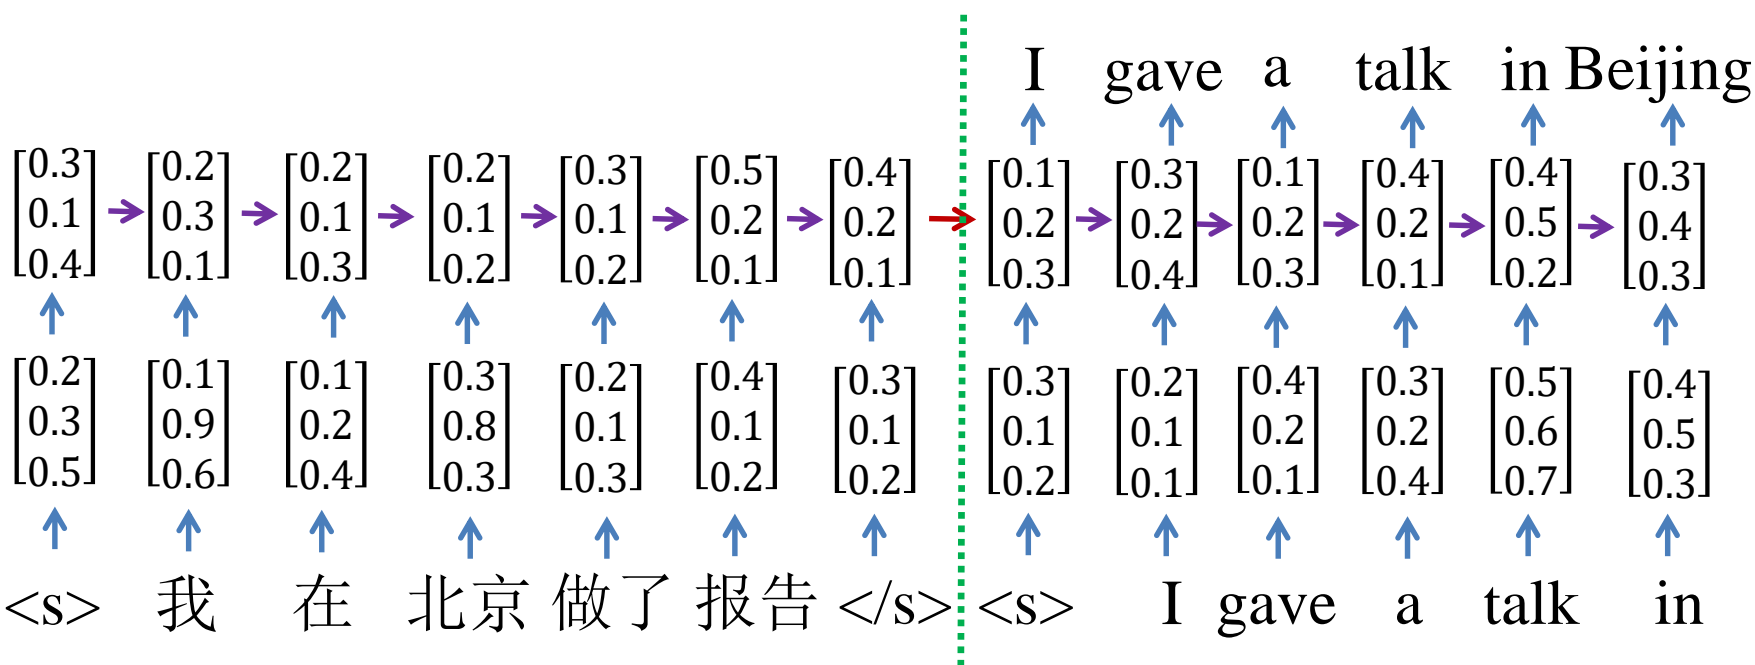 I gave a talk in Beijing
[0.3 [0.2 [0.2 [0.2 [0.3 [0.5 [0.4 [0.1 [0.3 [0.1 [0.4 [0.4 [0.3
0.1 0.3 0.1 0.1 0.1 0.2 0.2 0.2 0.2 0.2 0.2 0.5 0.4
0.4] 0.1] 0.3] 0.2] 0.2] 0.1] 0.1] 0.3] 0.4] 0.3] 0.1] 0.2] 0.3]
[0.2 [0.1 [0.1 [0.3 [0.2 [0.4 [0.3 [0.3 [0.2 [0.4 [0.3 [0.5 [0.4
0.3 0.9 0.2 0.8 0.1 0.1 0.1 0.1 0.1 0.2 0.2 0.6 0.5
0.5] 0.6] 0.4] 0.3] 0.3] 0.2] 0.2] 0.2] 0.1] 0.1] 0.4] 0.7] 0.3]
<s> 我 在 北京 做了 报告 </s> <s> I gave a talk in